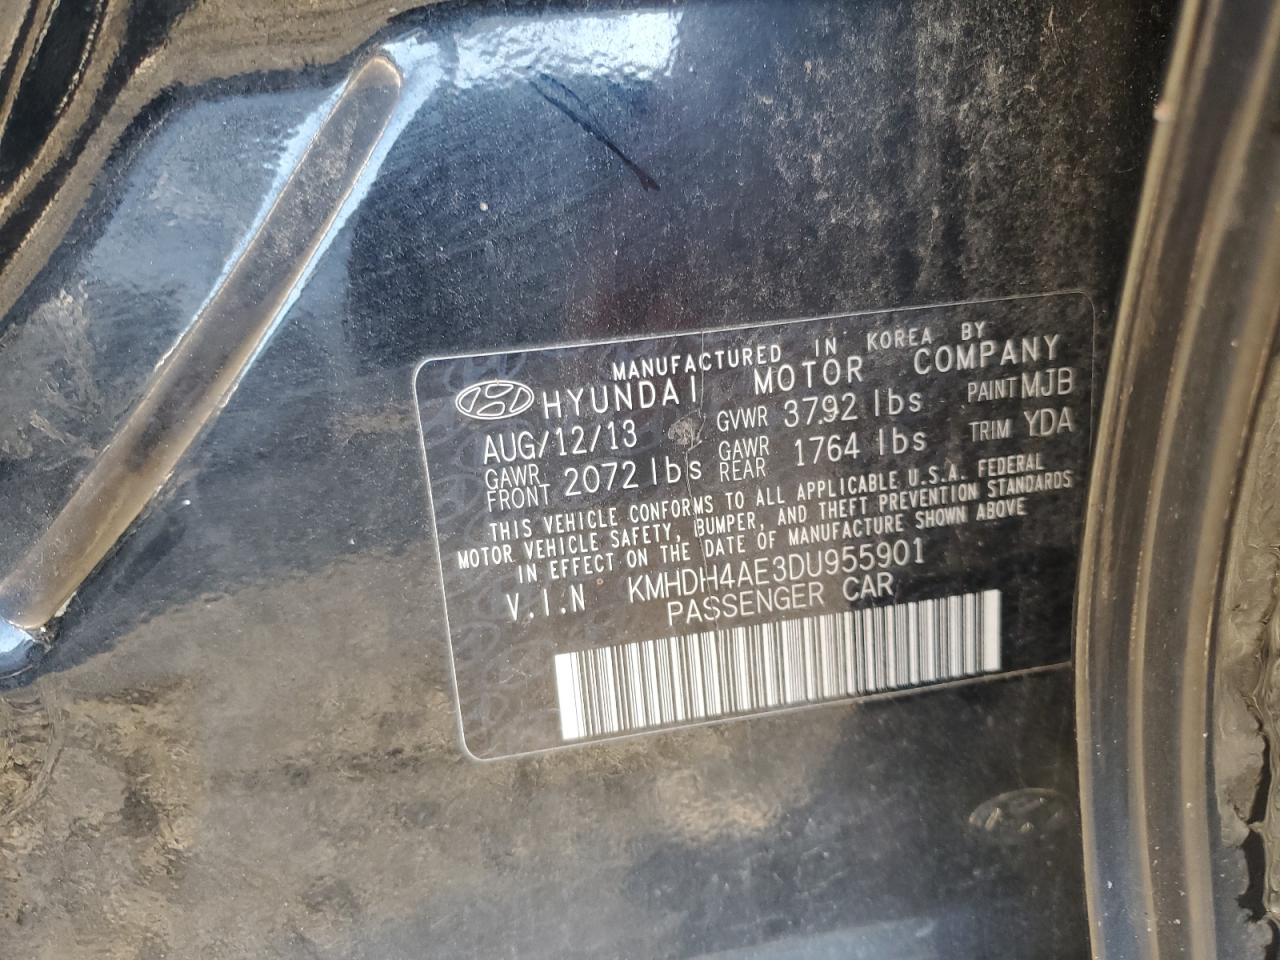 MANUFACTURED IN KOREA BY
HYUNDAI MOTOR COMPANY
AUG/12/13 GVWR 3792 lbs PAINT MJB
GAWR FRONT 2072 lbs GAWR REAR 1764 lbs TRIM YDA
THIS VEHICLE CONFORMS TO ALL APPLICABLE U.S.A. FEDERAL
MOTOR VEHICLE SAFETY, BUMPER, AND THEFT PREVENTION STANDARDS
IN EFFECT ON THE DATE OF MANUFACTURE SHOWN ABOVE
V.I.N KMHDH4AE3DU955901
PASSENGER CAR